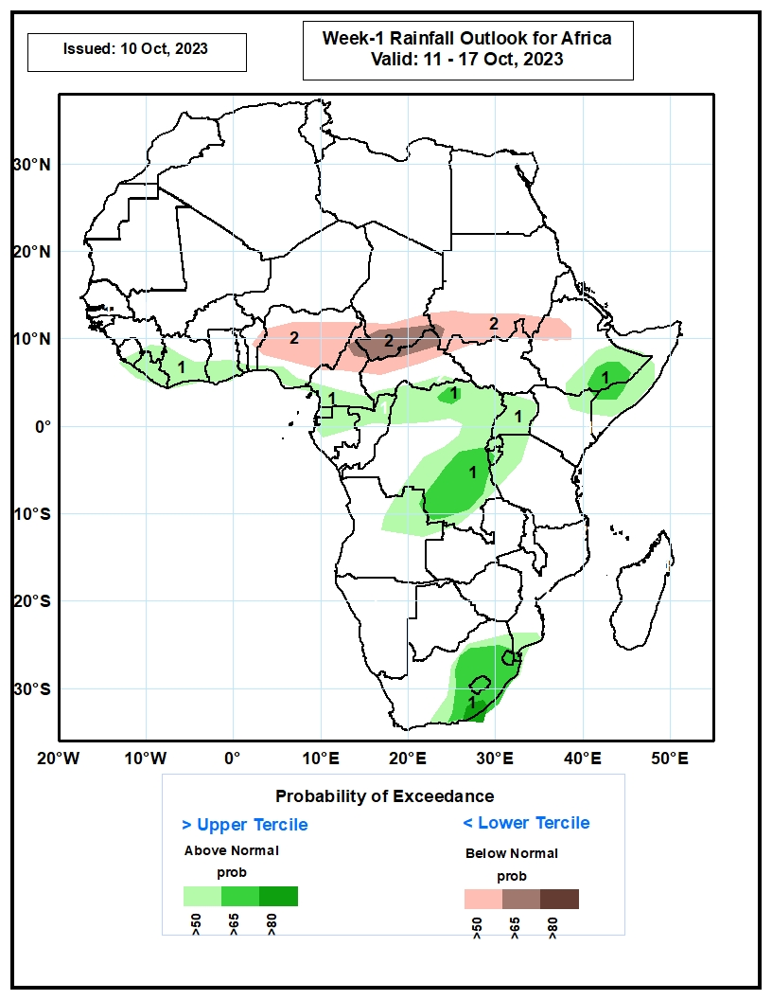 Issued: 10 Oct, 2023
Week-1 Rainfall Outlook for Africa
Valid: 11 - 17 Oct, 2023
30°N
20°N
10°N
0°
10°S
20°S
30°S
2
2
2
1
1
1
1
1
1
1
20°W
10°W
0°
10°E
20°E
30°E
40°E
50°E
Probability of Exceedance
> Upper Tercile
< Lower Tercile
Above Normal
Below Normal
prob
prob
>50
>65
>80
>50
>65
>80